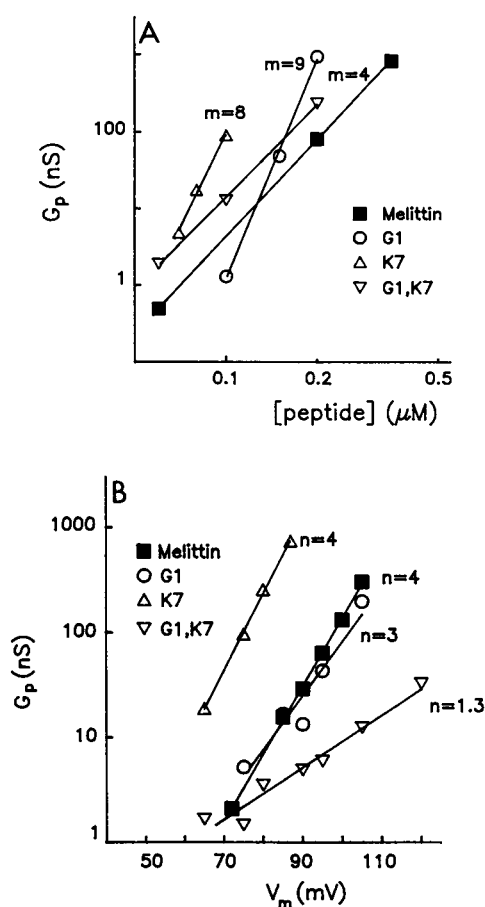 A
m=9
m=4
m=8
100
1
Gp (nS)
Melittin
G1
K7
G1,K7
0.1
0.2
0.5
[peptide] (μM)
B
1000
100
10
1
Gp (nS)
Melittin
G1
K7
G1,K7
n=4
n=4
n=3
n=1.3
50
70
90
110
Vm (mV)